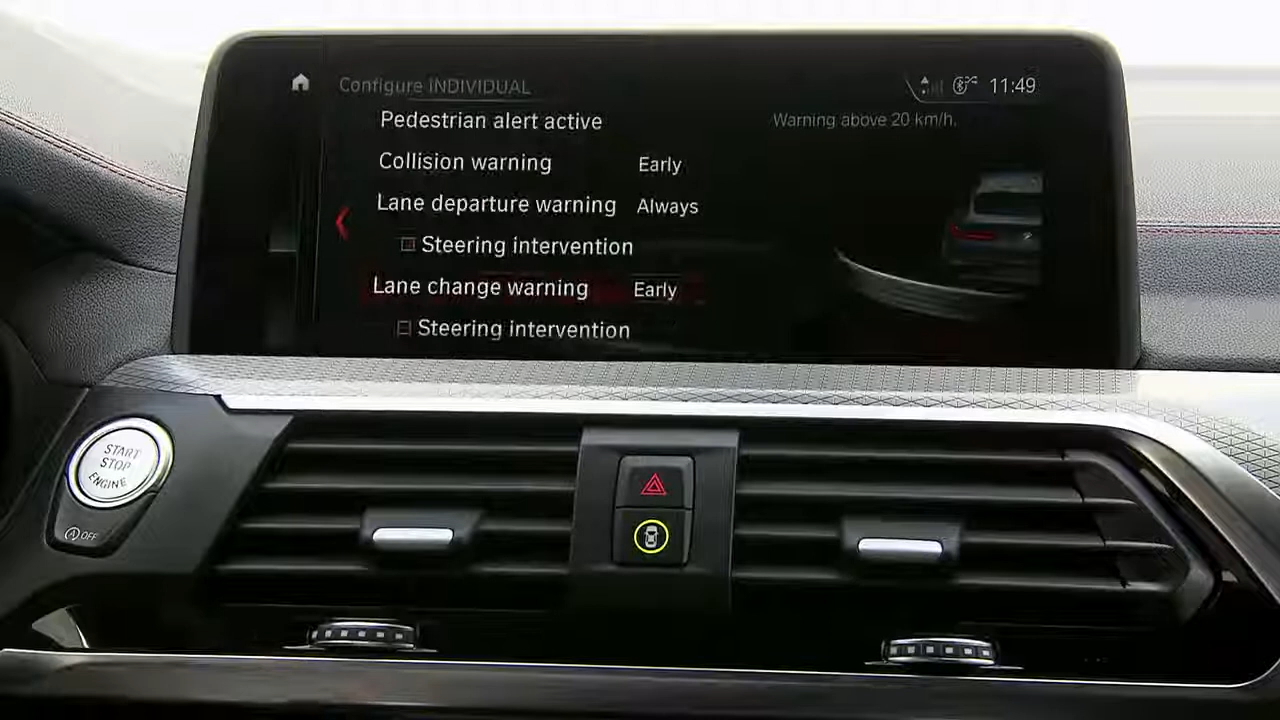 Configure INDIVIDUAL
11:49
Pedestrian alert active
Warning above 20 km/h.
Collision warning Early
Lane departure warning Always
Steering intervention
Lane change warning Early
Steering intervention
START
STOP
ENGINE
A OFF